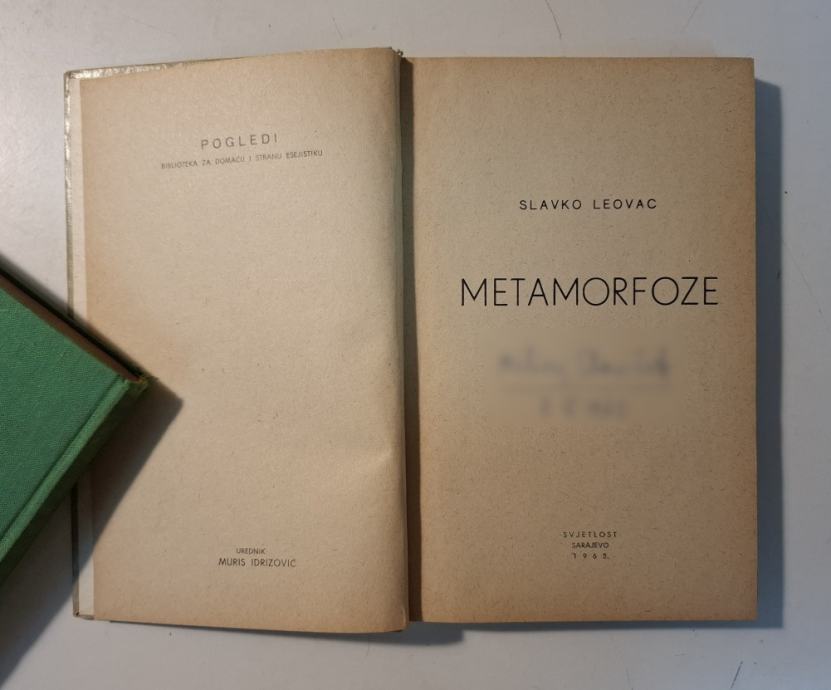 POGLEDI
BIBLIOTEKA ZA DOMAĆU I STRANU ESEJISTIKU
UREDNIK
MURIS IDRIZOVIĆ
SLAVKO LEOVAC
METAMORFOZE
SVJETLOST
SARAJEVO
1965.